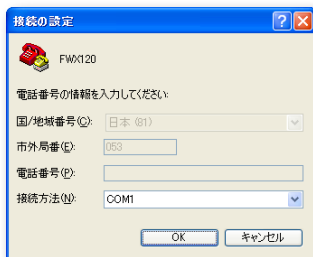 接続の設定
FWX120
電話番号の情報を入力してください:
国/地域番号(C): 日本 (81)
市外局番(E): 053
電話番号(P):
接続方法(N): COM1
OK キャンセル